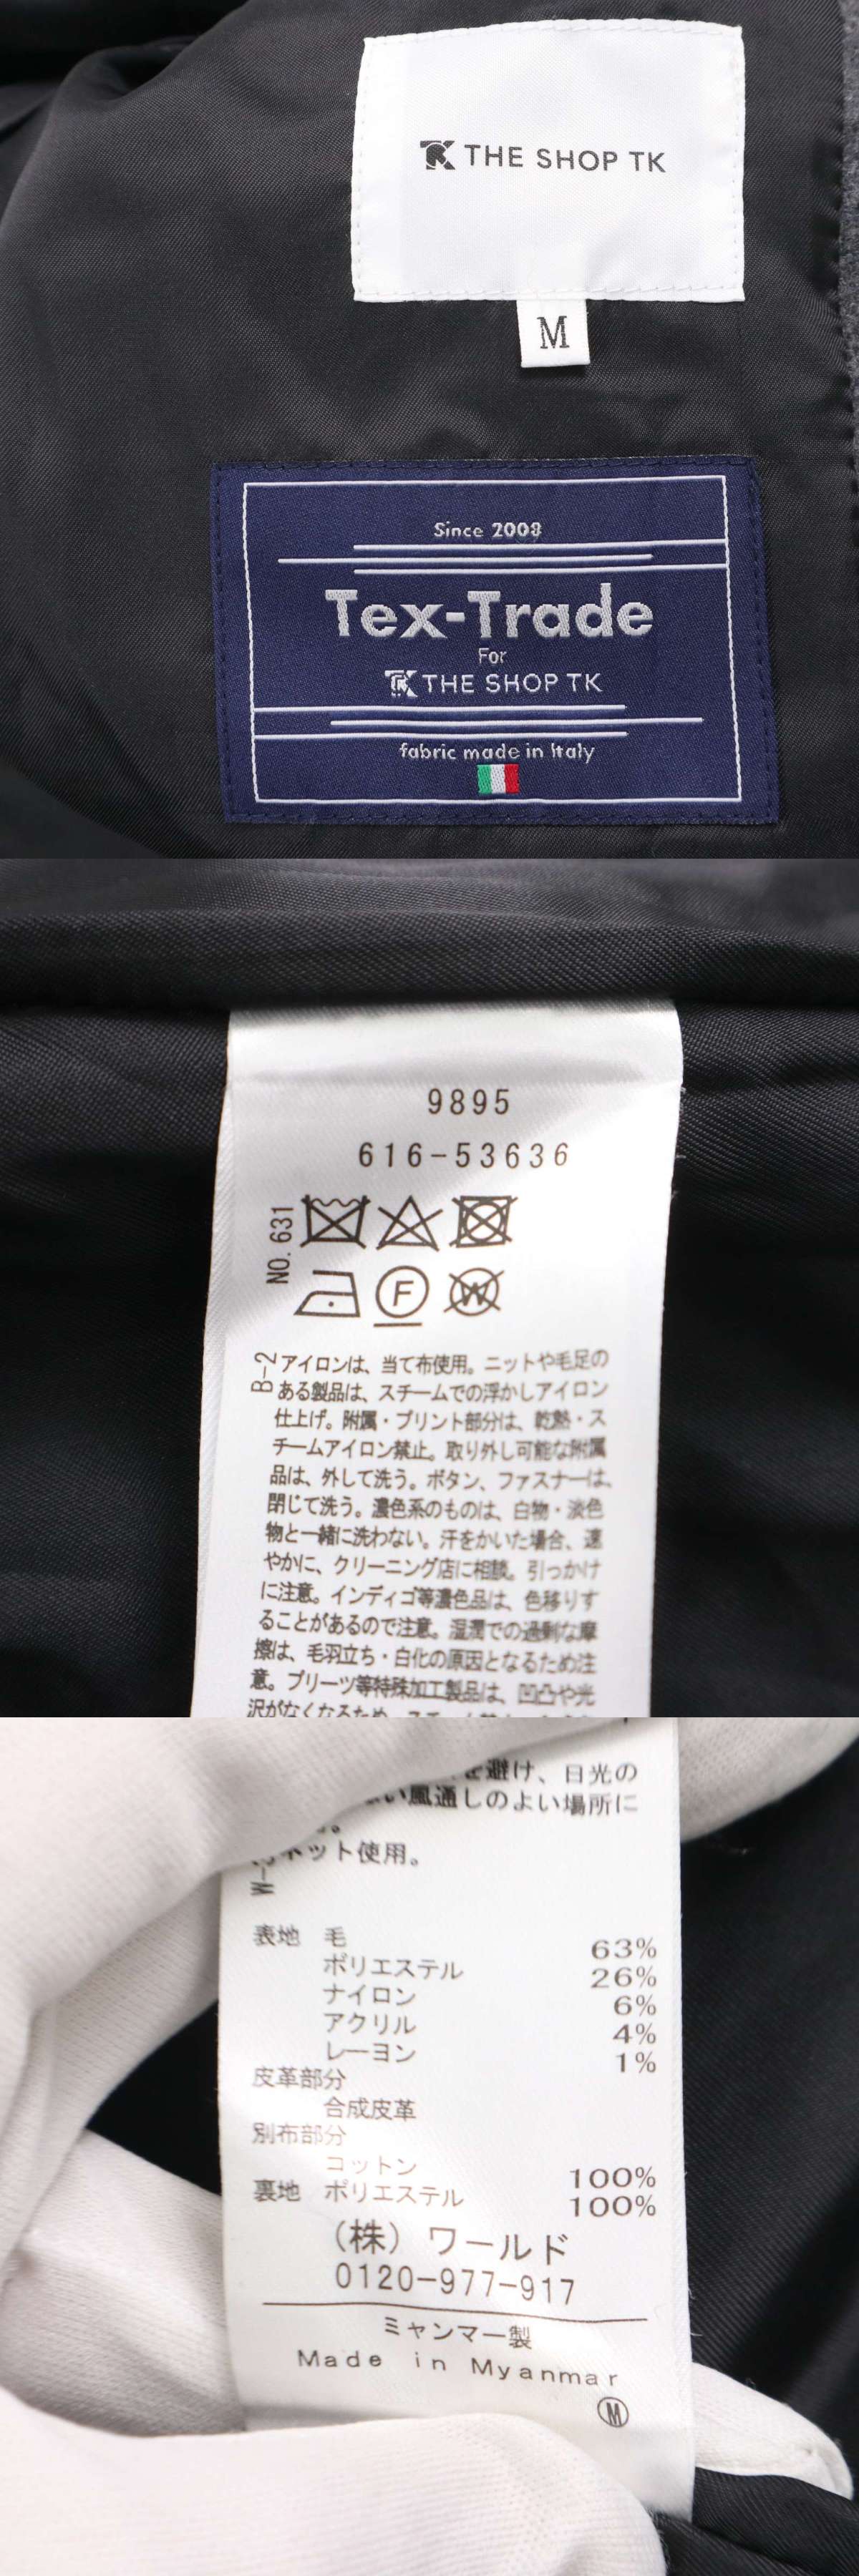 TK THE SHOP TK
M
Since 2008
Tex-Trade
For
TK THE SHOP TK
fabric made in Italy
9895
616-53636
NO. 631
F
W
B-2
アイロンは、当て布使用。ニットや毛足の
ある製品は、スチームでの浮かしアイロン
仕上げ。附属・プリント部分は、乾熱・ス
チームアイロン禁止。取り外し可能な附属
品は、外して洗う。ボタン、ファスナーは、
閉じて洗う。濃色系のものは、白物・淡色
物と一緒に洗わない。汗をかいた場合、速
やかに、クリーニング店に相談。引っかけ
に注意。インディゴ等濃色品は、色移りす
ることがあるので注意。湿潤での過剰な摩
擦は、毛羽立ち・白化の原因となるため注
意。プリーツ等特殊加工製品は、凹凸や光
沢がなくなるため
を避け、日光の
い風通しのよい場所に
ネット使用。
表地 毛 63%
ポリエステル 26%
ナイロン 6%
アクリル 4%
レーヨン 1%
皮革部分
合成皮革
別布部分
コットン 100%
裏地 ポリエステル 100%
(株) ワールド
0120-977-917
ミャンマー製
Made in Myanmar
M